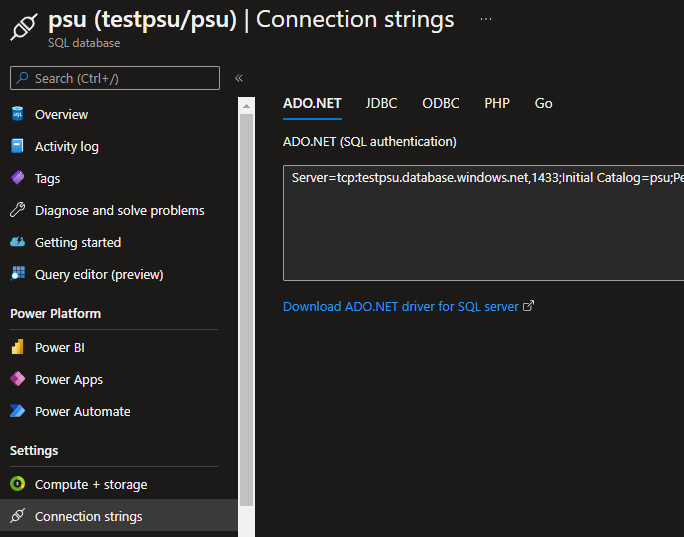 psu (testpsu/psu) | Connection strings ...
SQL database
Search (Ctrl+/)
«
Overview
Activity log
Tags
Diagnose and solve problems
Getting started
Query editor (preview)
Power Platform
Power BI
Power Apps
Power Automate
Settings
Compute + storage
Connection strings
ADO.NET JDBC ODBC PHP Go
ADO.NET (SQL authentication)
Server=tcp:testpsu.database.windows.net,1433;Initial Catalog=psu;Pe
Download ADO.NET driver for SQL server